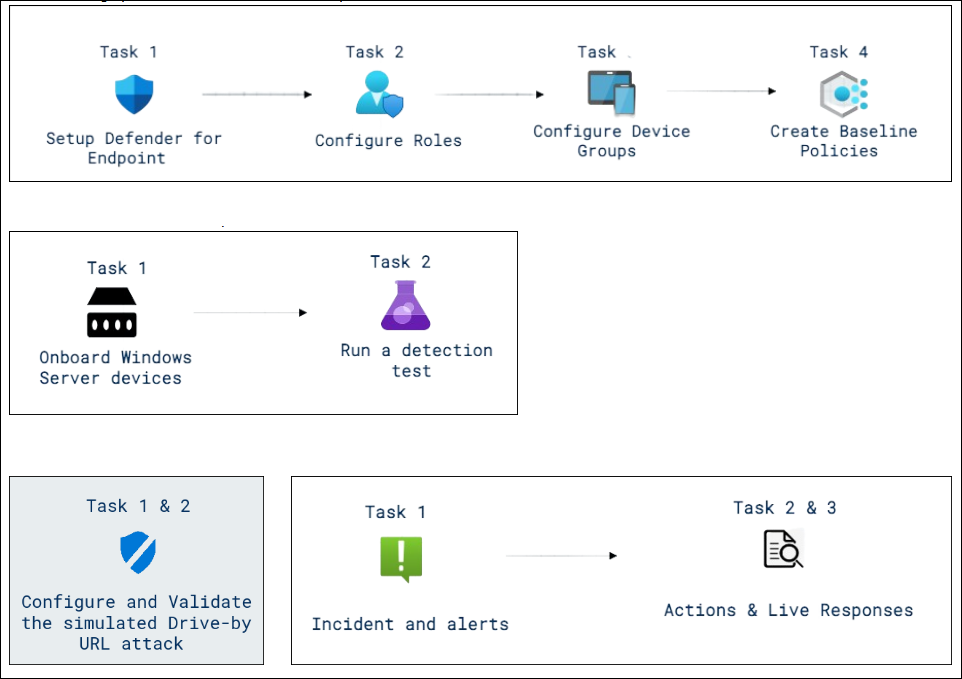 Task 1
Setup Defender for
Endpoint
Task 2
Configure Roles
Task
Configure Device
Groups
Task 4
Create Baseline
Policies
Task 1
Onboard Windows
Server devices
Task 2
Run a detection
test
Task 1 & 2
Configure and Validate
the simulated Drive-by
URL attack
Task 1
Incident and alerts
Task 2 & 3
Actions & Live Responses